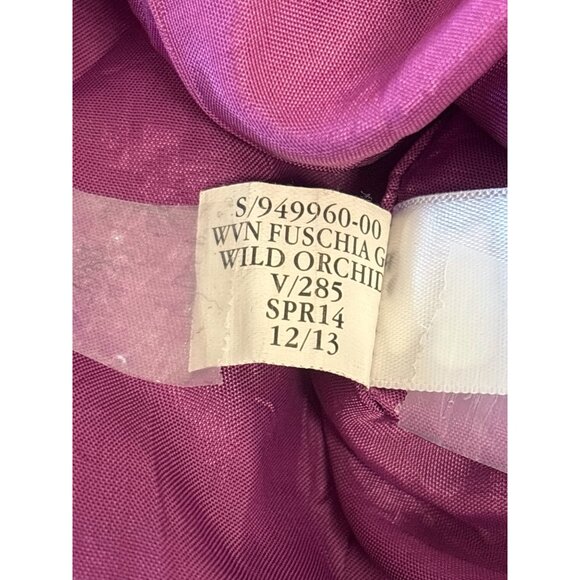 S/949960-00
WVN FUSCHIA G
WILD ORCHID
V/285
SPR14
12/13